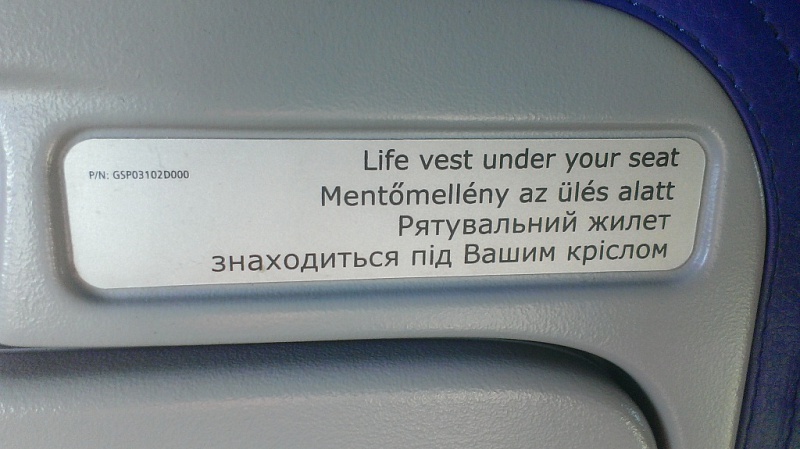 P/N: GSP03102D000
Life vest under your seat
Mentőmellény az ülés alatt
Рятувальний жилет
знаходиться під Вашим кріслом